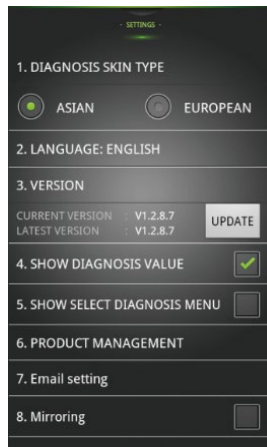 - SETTINGS -
1. DIAGNOSIS SKIN TYPE
ASIAN EUROPEAN
2. LANGUAGE: ENGLISH
3. VERSION
CURRENT VERSION : V1.2.8.7
LATEST VERSION : V1.2.8.7
UPDATE
4. SHOW DIAGNOSIS VALUE
5. SHOW SELECT DIAGNOSIS MENU
6. PRODUCT MANAGEMENT
7. Email setting
8. Mirroring